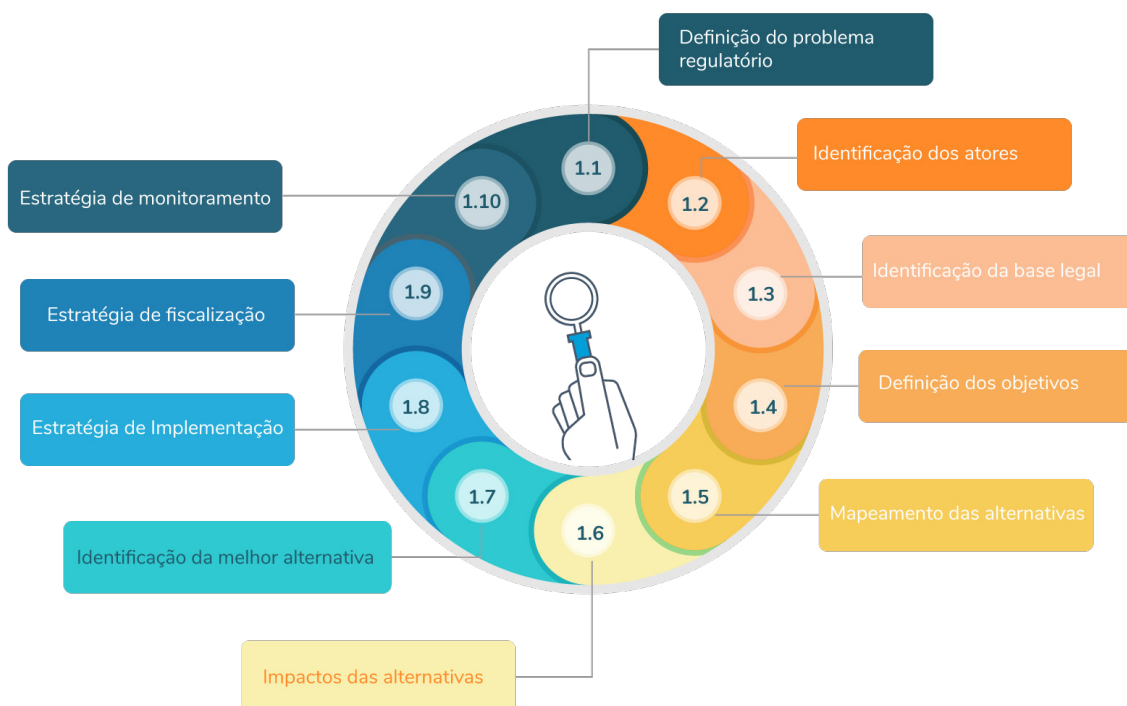 1.1
Definição do problema
regulatório
1.2
Identificação dos atores
1.3
Identificação da base legal
1.4
Definição dos objetivos
1.5
Mapeamento das alternativas
1.6
Impactos das alternativas
1.7
Identificação da melhor alternativa
1.8
Estratégia de Implementação
1.9
Estratégia de fiscalização
1.10
Estratégia de monitoramento